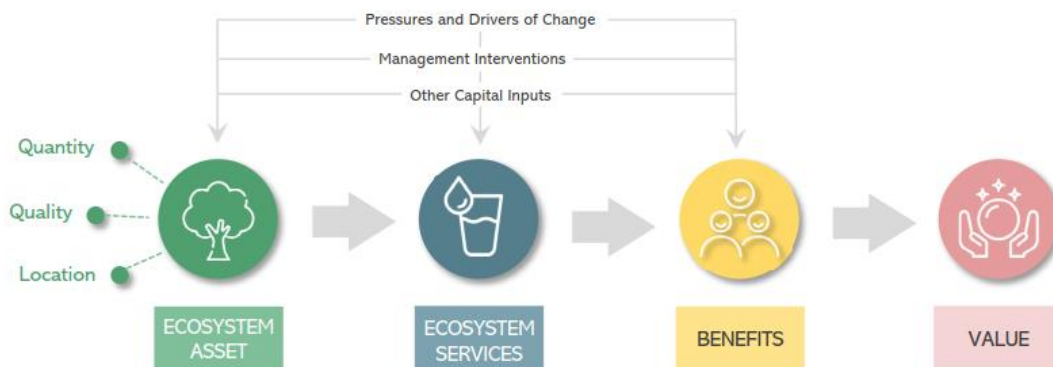 Pressures and Drivers of Change
Management Interventions
Other Capital Inputs
Quantity
Quality
Location
ECOSYSTEM
ASSET
ECOSYSTEM
SERVICES
BENEFITS
VALUE